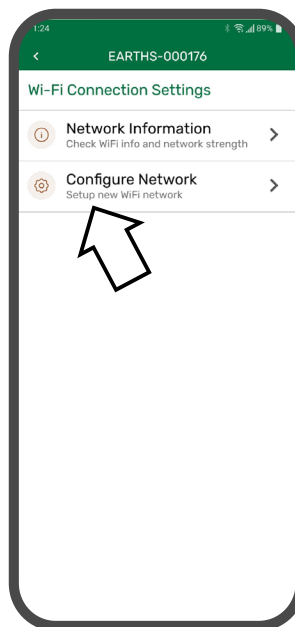 1:24
89%
EARTHS-000176
Wi-Fi Connection Settings
Network Information
Check WiFi info and network strength
Configure Network
Setup new WiFi network